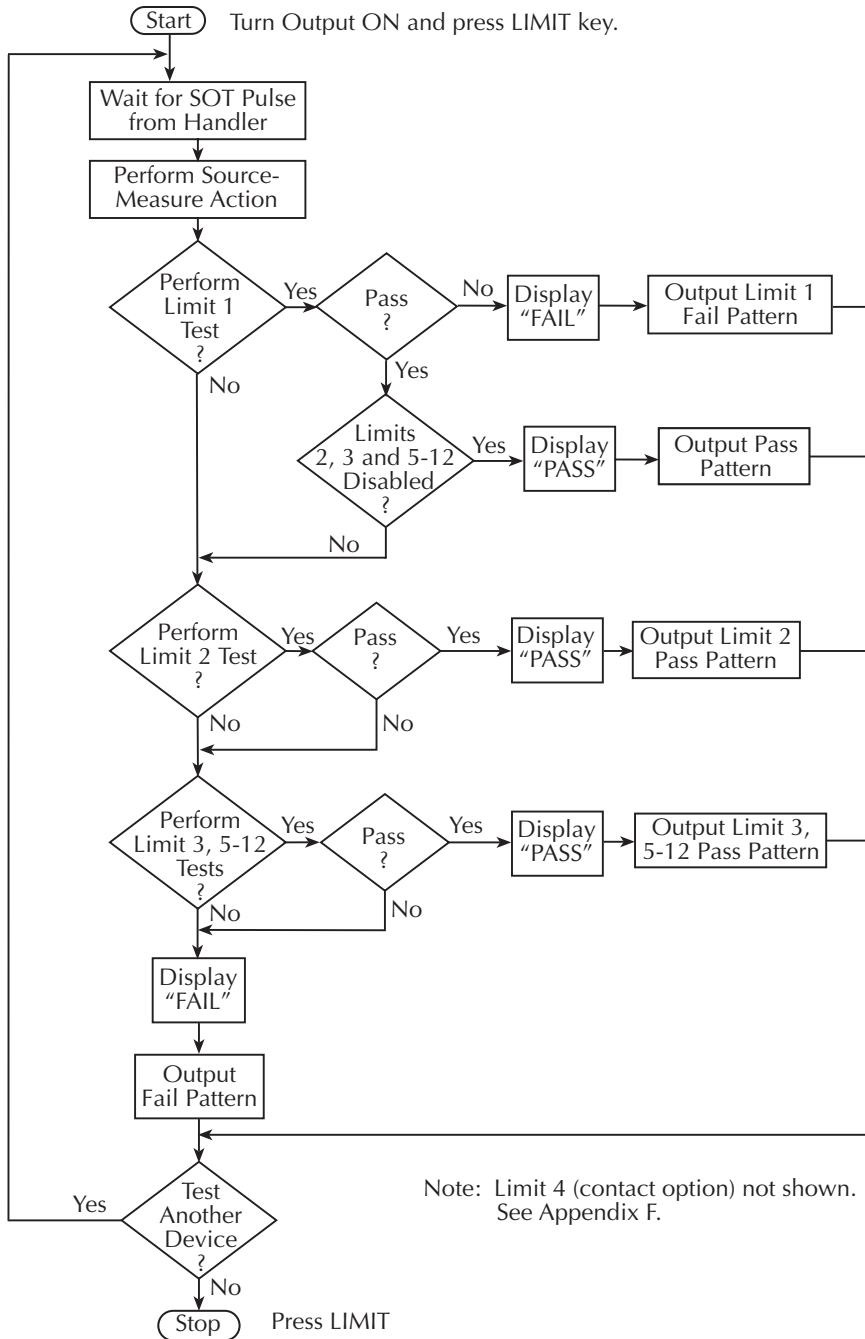 Start
Turn Output ON and press LIMIT key.
Wait for SOT Pulse
from Handler
Perform Source-
Measure Action
Perform
Limit 1
Test
?
Yes
Pass
?
No
Display
“FAIL”
Output Limit 1
Fail Pattern
No
Yes
Limits
2, 3 and 5-12
Disabled
?
Yes
Display
“PASS”
Output Pass
Pattern
No
Perform
Limit 2 Test
?
Yes
Pass
?
Yes
Display
“PASS”
Output Limit 2
Pass Pattern
No
No
Perform
Limit 3, 5-12
Tests
?
Yes
Pass
?
Yes
Display
“PASS”
Output Limit 3,
5-12 Pass Pattern
No
No
Display
“FAIL”
Output
Fail Pattern
Yes
Test
Another
Device
?
Note: Limit 4 (contact option) not shown.
See Appendix F.
No
Stop
Press LIMIT